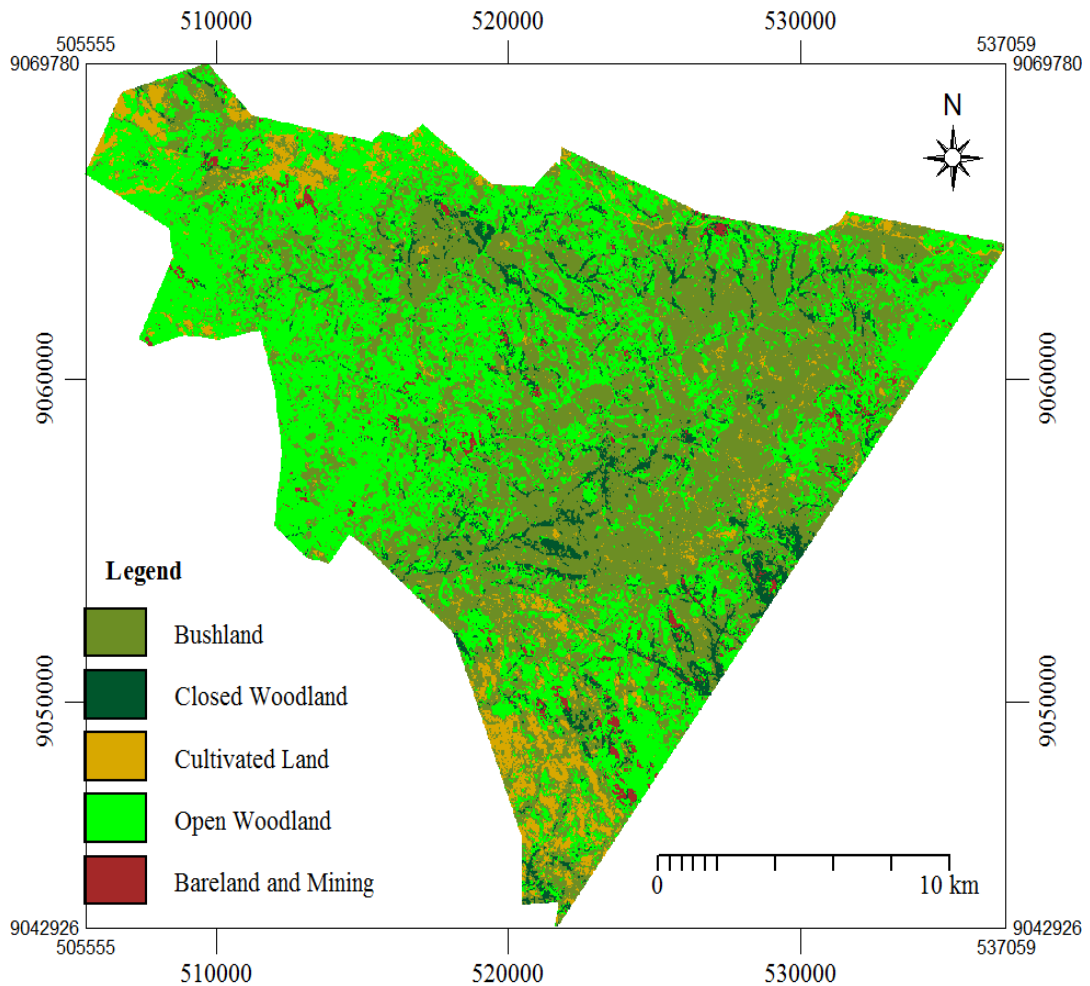 510000 520000 530000
505555 537059
9069780 9069780
N
9060000 9060000
Legend
Bushland
Closed Woodland
9050000 9050000
Cultivated Land
Open Woodland
Bareland and Mining
0 10 km
9042926 9042926
505555 537059
510000 520000 530000